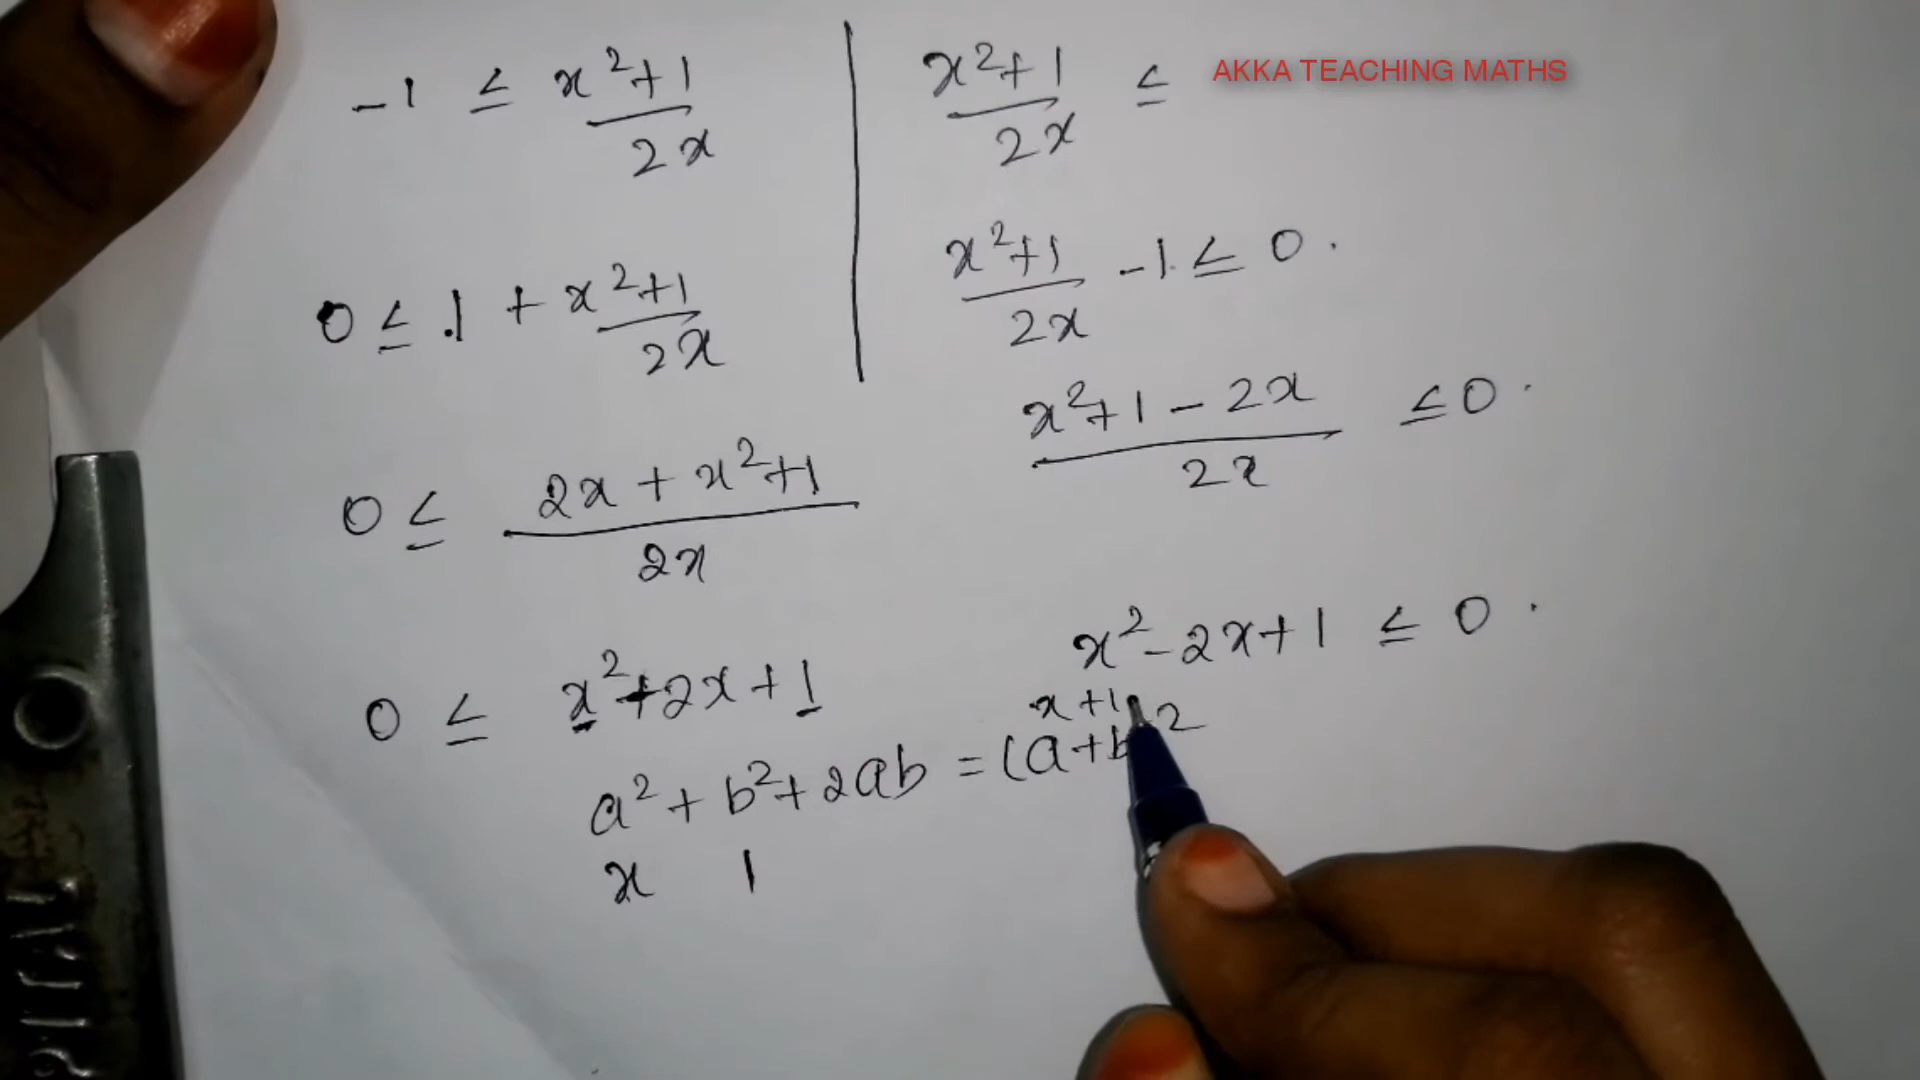 -1 ≤ x²+1 / 2x
0 ≤ 1 + x²+1 / 2x
0 ≤ 2x + x²+1 / 2x
0 ≤ x²+2x+1
a² + b² + 2ab = (a+b 2
x 1
x+1
x²+1 / 2x ≤
x²+1 / 2x -1 ≤ 0.
x²+1-2x / 2x ≤ 0.
x²-2x+1 ≤ 0.
AKKA TEACHING MATHS